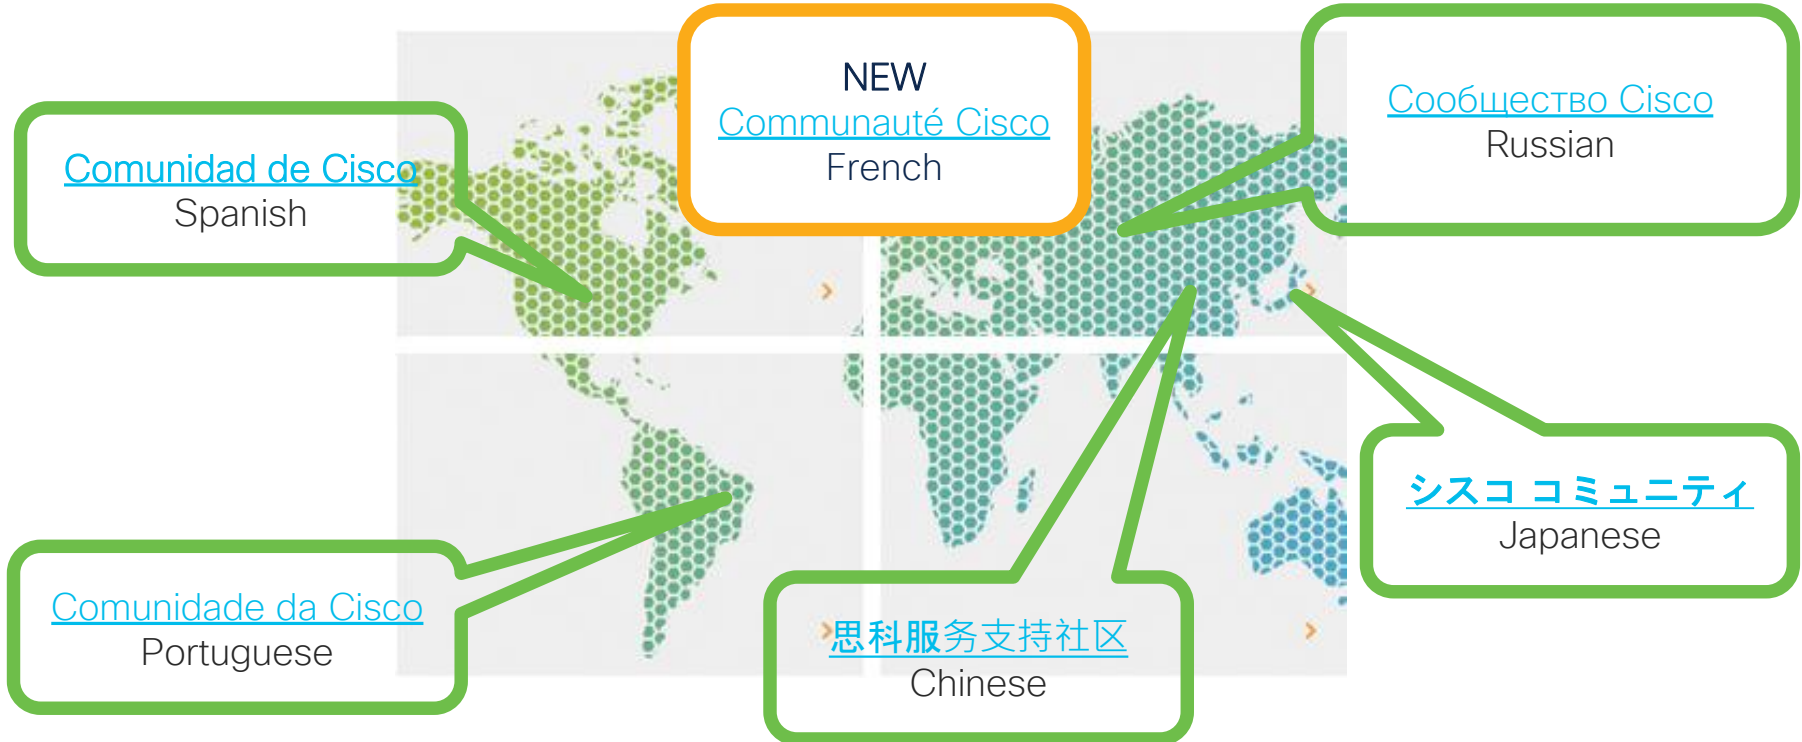 NEW
Communauté Cisco
French
Сообщество Cisco
Russian
Comunidad de Cisco
Spanish
シスコ コミュニティ
Japanese
Comunidade da Cisco
Portuguese
思科服务支持社区
Chinese